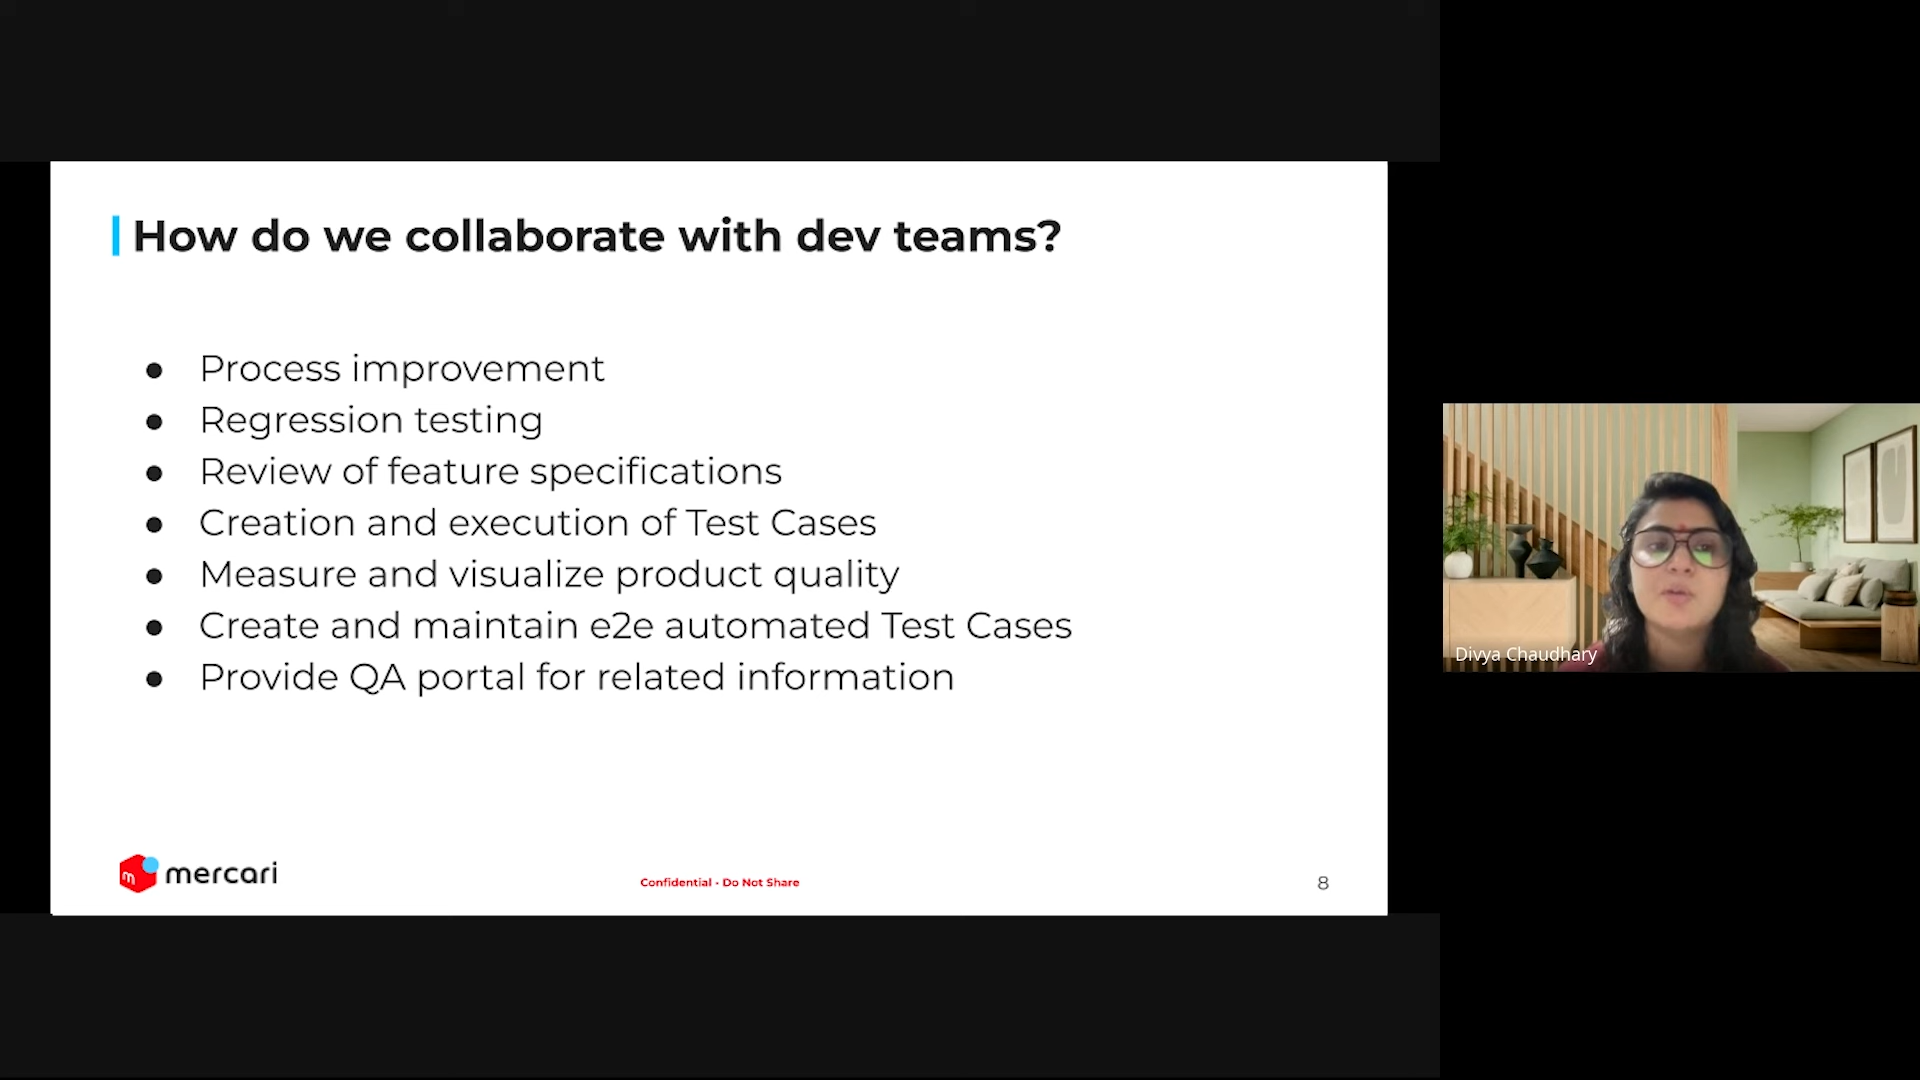 How do we collaborate with dev teams?
● Process improvement
● Regression testing
● Review of feature specifications
● Creation and execution of Test Cases
● Measure and visualize product quality
● Create and maintain e2e automated Test Cases
● Provide QA portal for related information
Divya Chaudhary
m mercari
Confidential - Do Not Share
8